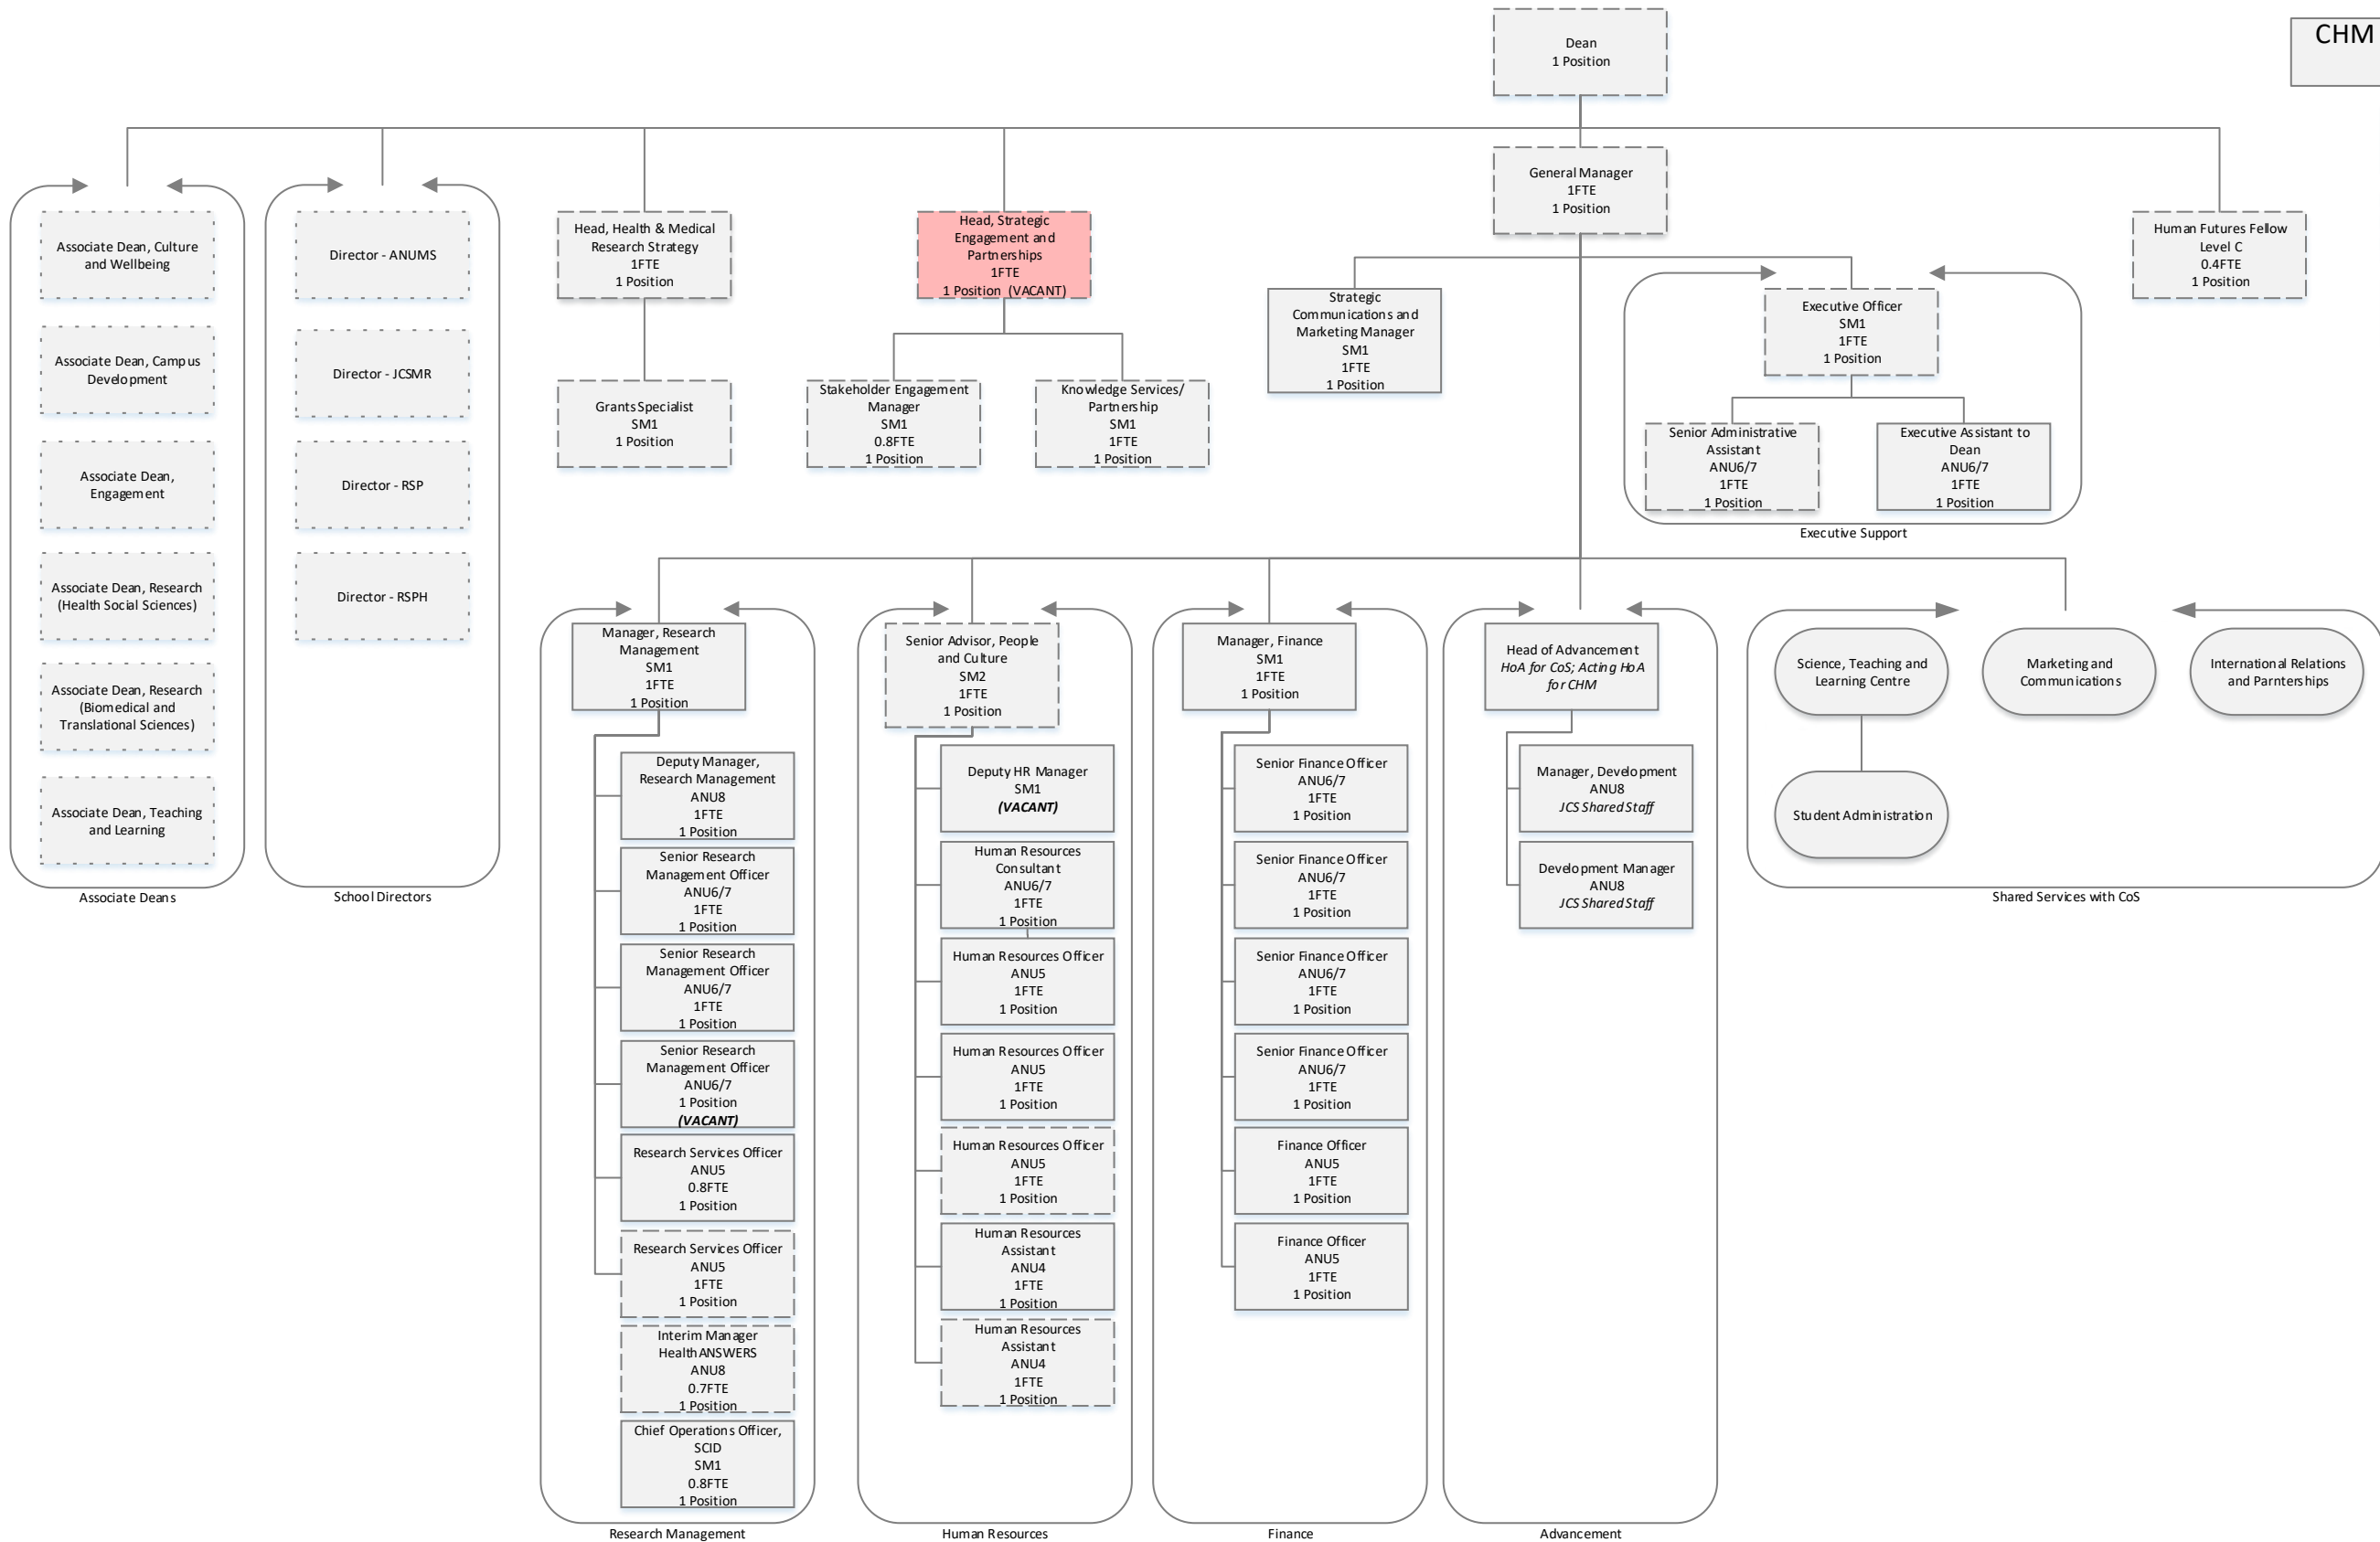 CHM
Dean
1 Position
General Manager
1FTE
1 Position
Associate Dean, Culture
and Wellbeing
Associate Dean, Campus
Development
Associate Dean,
Engagement
Associate Dean, Research
(Health Social Sciences)
Associate Dean, Research
(Biomedical and
Translational Sciences)
Associate Dean, Teaching
and Learning
Associate Deans
Director - ANUMS
Director - JCSMR
Director - RSP
Director - RSPH
School Directors
Head, Health & Medical
Research Strategy
1FTE
1 Position
Grants Specialist
SM1
1 Position
Head, Strategic
Engagement and
Partnerships
1FTE
1 Position (VACANT)
Stakeholder Engagement
Manager
SM1
0.8FTE
1 Position
Knowledge Services/
Partnership
SM1
1FTE
1 Position
Strategic
Communications and
Marketing Manager
SM1
1FTE
1 Position
Executive Officer
SM1
1FTE
1 Position
Senior Administrative
Assistant
ANU6/7
1FTE
1 Position
Executive Assistant to
Dean
ANU6/7
1FTE
1 Position
Executive Support
Human Futures Fellow
Level C
0.4FTE
1 Position
Manager, Research
Management
SM1
1FTE
1 Position
Deputy Manager,
Research Management
ANU8
1FTE
1 Position
Senior Research
Management Officer
ANU6/7
1FTE
1 Position
Senior Research
Management Officer
ANU6/7
1FTE
1 Position
Senior Research
Management Officer
ANU6/7
1 Position
(VACANT)
Research Services Officer
ANU5
0.8FTE
1 Position
Research Services Officer
ANU5
1FTE
1 Position
Interim Manager
HealthANSWERS
ANU8
0.7FTE
1 Position
Chief Operations Officer,
SCID
SM1
0.8FTE
1 Position
Research Management
Senior Advisor, People
and Culture
SM2
1FTE
1 Position
Deputy HR Manager
SM1
(VACANT)
Human Resources
Consultant
ANU6/7
1FTE
1 Position
Human Resources Officer
ANU5
1FTE
1 Position
Human Resources Officer
ANU5
1FTE
1 Position
Human Resources Officer
ANU5
1FTE
1 Position
Human Resources
Assistant
ANU4
1FTE
1 Position
Human Resources
Assistant
ANU4
1FTE
1 Position
Human Resources
Manager, Finance
SM1
1FTE
1 Position
Senior Finance Officer
ANU6/7
1FTE
1 Position
Senior Finance Officer
ANU6/7
1FTE
1 Position
Senior Finance Officer
ANU6/7
1FTE
1 Position
Senior Finance Officer
ANU6/7
1FTE
1 Position
Finance Officer
ANU5
1FTE
1 Position
Finance Officer
ANU5
1FTE
1 Position
Finance
Head of Advancement
HoA for CoS; Acting HoA
for CHM
Manager, Development
ANU8
JCS Shared Staff
Development Manager
ANU8
JCS Shared Staff
Advancement
Science, Teaching and
Learning Centre
Marketing and
Communications
International Relations
and Parnterships
Student Administration
Shared Services with CoS